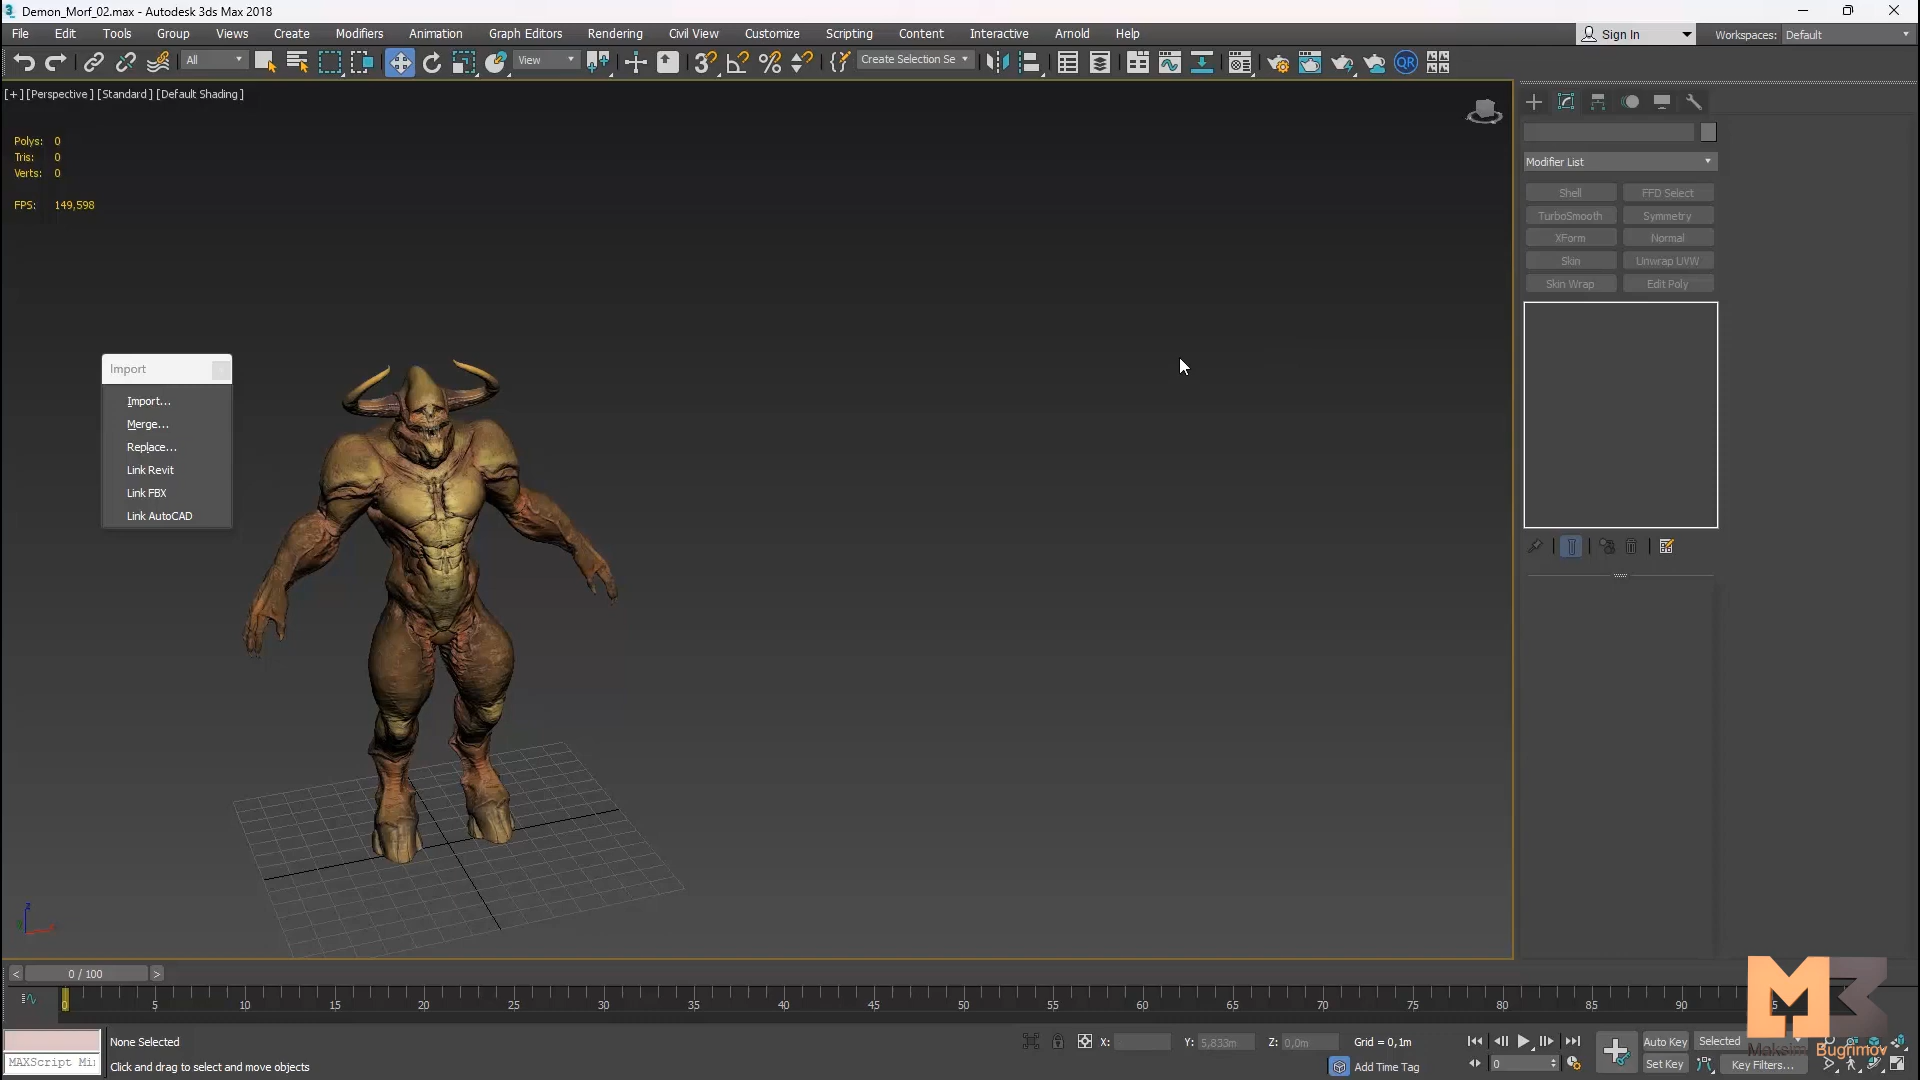 Demon_Morf_02.max - Autodesk 3ds Max 2018
File Edit Tools Group Views Create Modifiers Animation Graph Editors Rendering Civil View Customize Scripting Content Interactive Arnold Help
Sign In
Workspaces: Default
All
View
Create Selection Se
QR
[+] [Perspective] [Standard] [Default Shading]
Polys: 0
Tris: 0
Verts: 0
FPS: 149,598
Modifier List
Shell FFD Select
TurboSmooth Symmetry
XForm Normal
Skin Unwrap UVW
Skin Wrap Edit Poly
Import
Import...
Merge...
Replace...
Link Revit
Link FBX
Link AutoCAD
z
< 0 / 100 >
0 5 10 15 20 25 30 35 40 45 50 55 60 65 70 75 80 85 90
None Selected
X: Y: 5,833m Z: 0,0m Grid = 0,1m
Auto Key Selected
MAXScript Mi
Click and drag to select and move objects
Add Time Tag
0
Set Key Key Filters...
Maksim Bugrimov